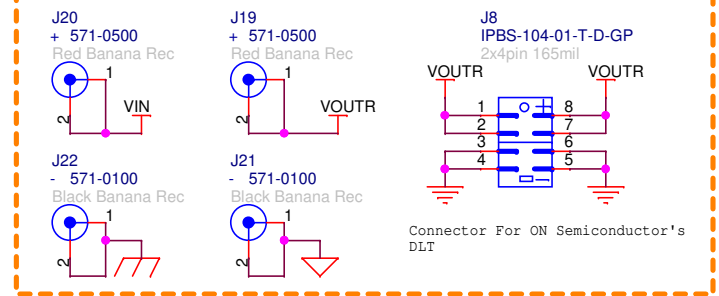 J20
+ 571-0500
Red Banana Rec
1
2
VIN
J19
+ 571-0500
Red Banana Rec
1
2
VOUTR
J8
IPBS-104-01-T-D-GP
2x4pin 165mil
VOUTR
VOUTR
1
2
3
4
8
7
6
5
J22
- 571-0100
Black Banana Rec
1
2
J21
- 571-0100
Black Banana Rec
1
2
Connector For ON Semiconductor's
DLT